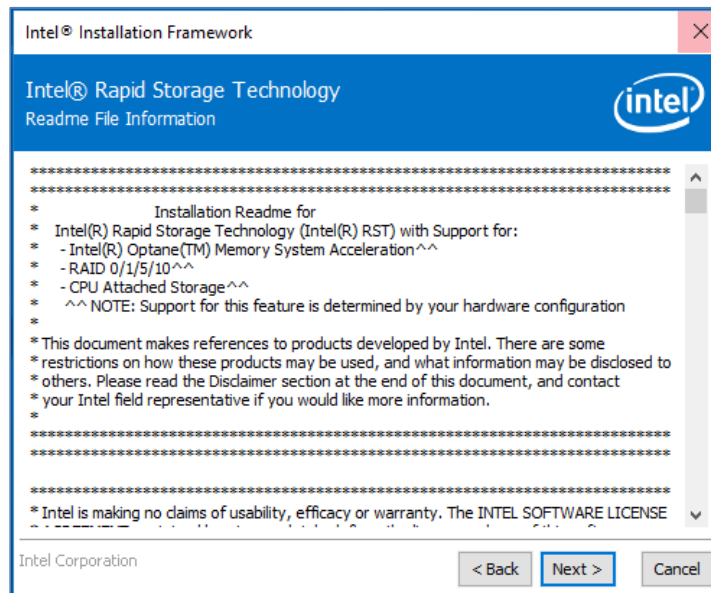 Intel® Installation Framework
Intel® Rapid Storage Technology
Readme File Information
intel
*******************************************************************************
*******************************************************************************
* Installation Readme for
* Intel(R) Rapid Storage Technology (Intel(R) RST) with Support for:
* - Intel(R) Optane(TM) Memory System Acceleration^^
* - RAID 0/1/5/10^^
* - CPU Attached Storage^^
* ^^ NOTE: Support for this feature is determined by your hardware configuration
*
* This document makes references to products developed by Intel. There are some
* restrictions on how these products may be used, and what information may be disclosed to
* others. Please read the Disclaimer section at the end of this document, and contact
* your Intel field representative if you would like more information.
*
*******************************************************************************
*******************************************************************************
*******************************************************************************
* Intel is making no claims of usability, efficacy or warranty. The INTEL SOFTWARE LICENSE
Intel Corporation
< Back
Next >
Cancel